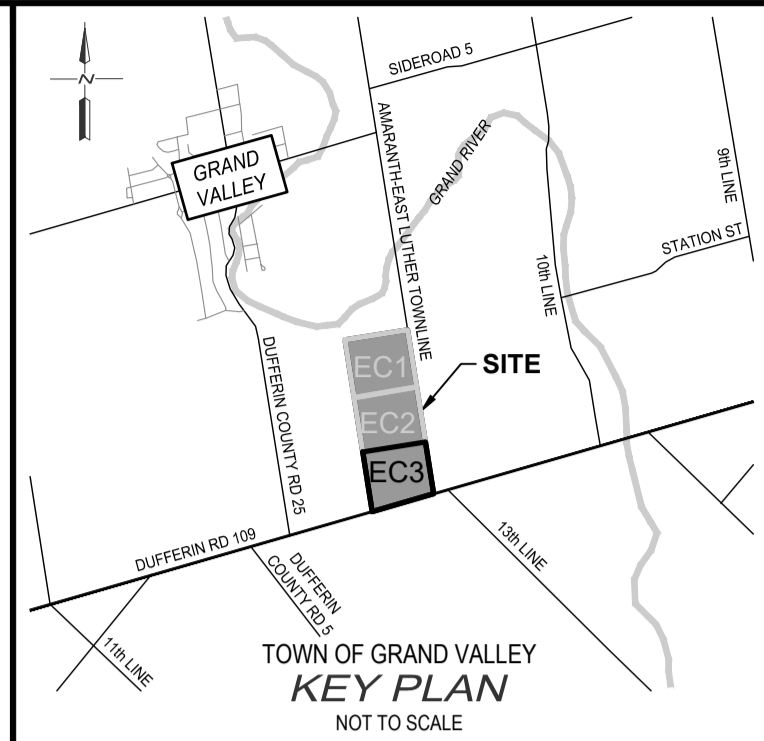 N
SIDEROAD 5
AMARANTH-EAST LUTHER TOWNLINE
GRAND RIVER
GRAND
VALLEY
9th LINE
STATION ST
10th LINE
DUFFERIN COUNTY RD 25
EC1
SITE
EC2
EC3
DUFFERIN RD 109
13th LINE
DUFFERIN
COUNTY RD 5
11th LINE
TOWN OF GRAND VALLEY
KEY PLAN
NOT TO SCALE